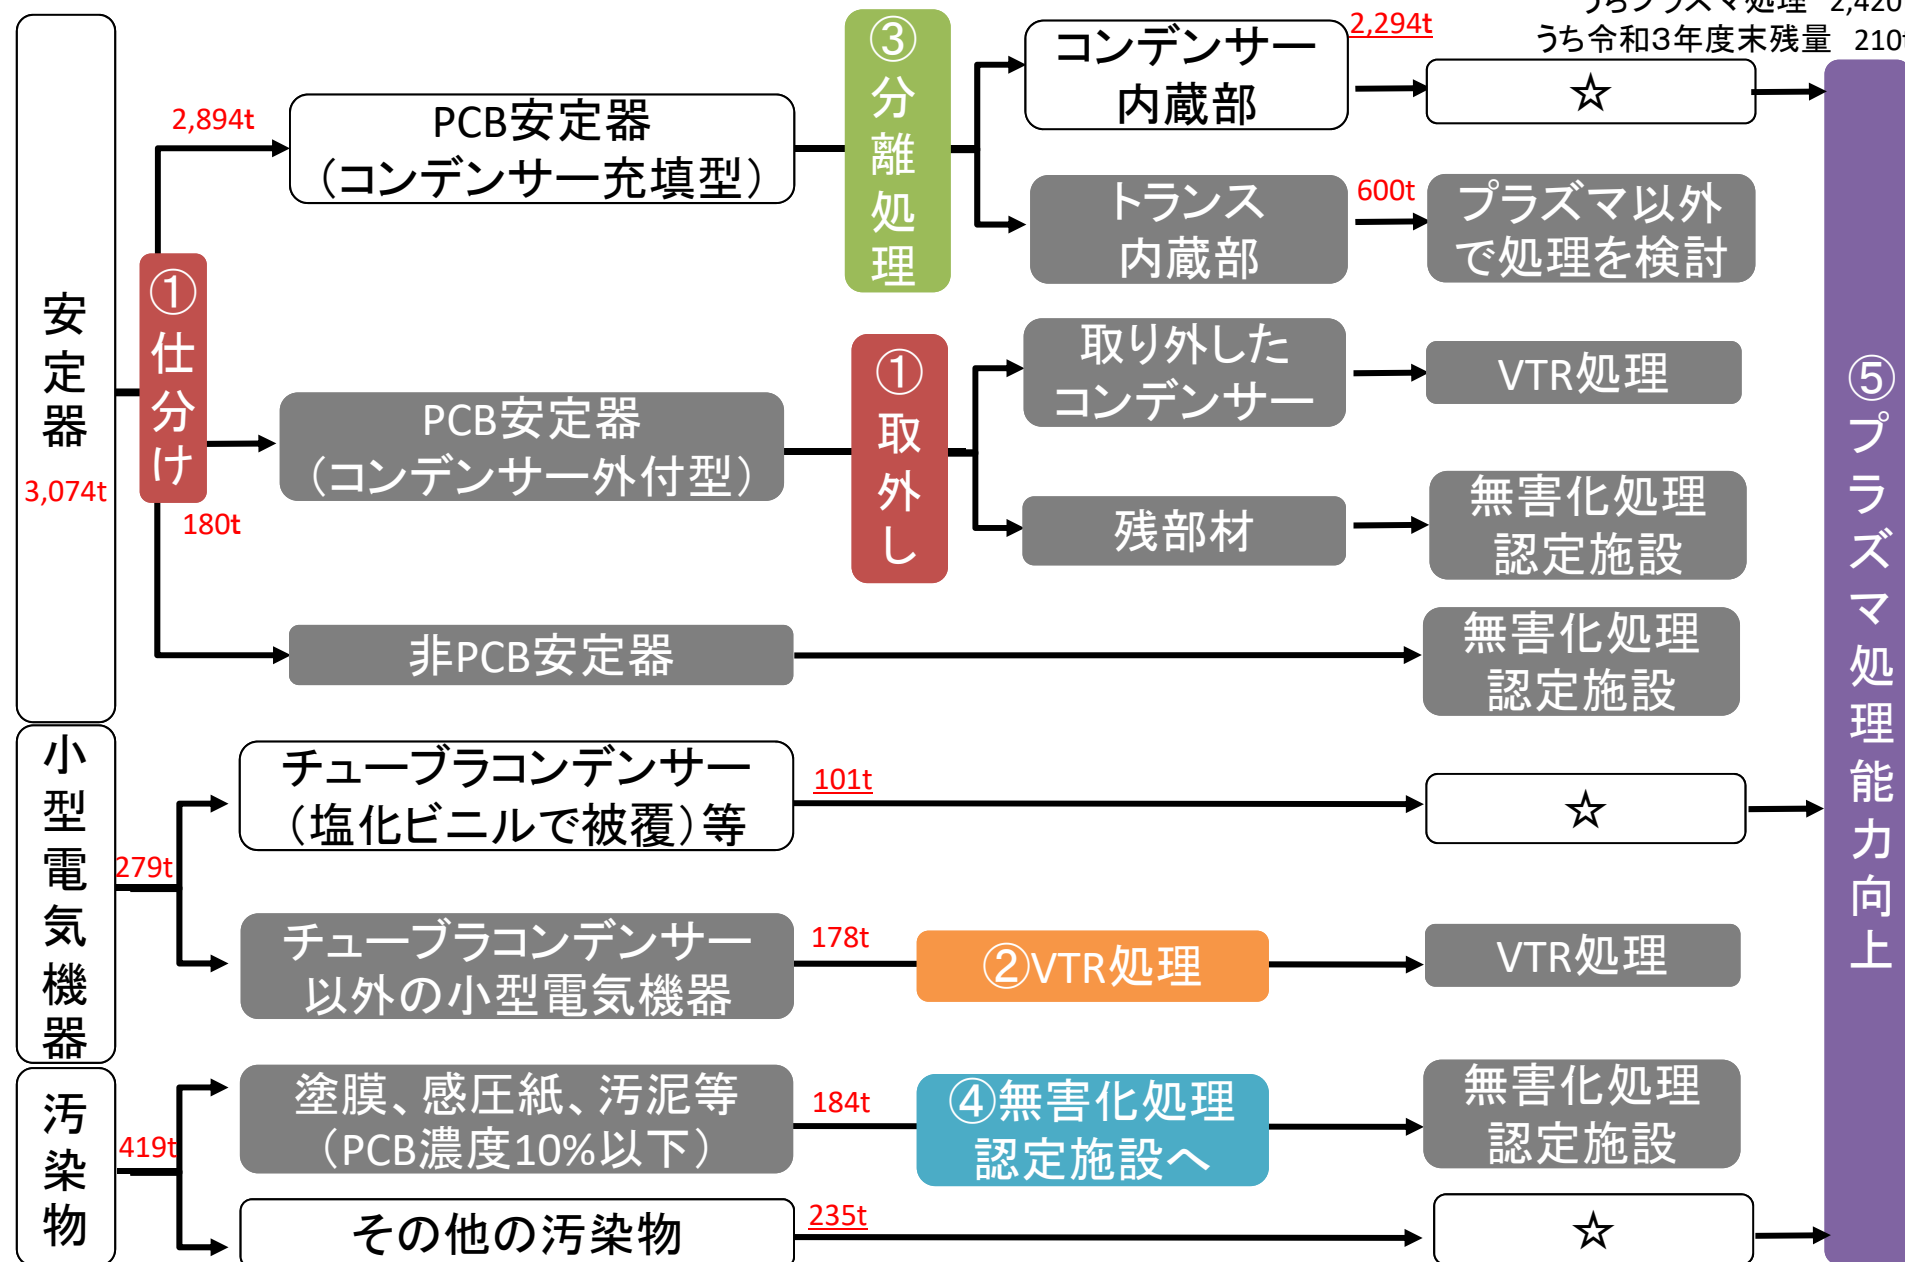 うちプラズマ処理 2,420
うち令和3年度末残量 210t
安定器
3,074t
①仕分け
2,894t
180t
PCB安定器
（コンデンサー充填型）
③分離処理
コンデンサー
内蔵部
2,294t
☆
トランス
内蔵部
600t
プラズマ以外
で処理を検討
PCB安定器
（コンデンサー外付型）
①取外し
取り外した
コンデンサー
VTR処理
残部材
無害化処理
認定施設
非PCB安定器
無害化処理
認定施設
小型電気機器
279t
チューブラコンデンサー
（塩化ビニルで被覆）等
101t
☆
チューブラコンデンサー
以外の小型電気機器
178t
②VTR処理
VTR処理
汚染物
419t
塗膜、感圧紙、汚泥等
（PCB濃度10%以下）
184t
④無害化処理
認定施設へ
無害化処理
認定施設
その他の汚染物
235t
☆
⑤プラズマ処理能力向上